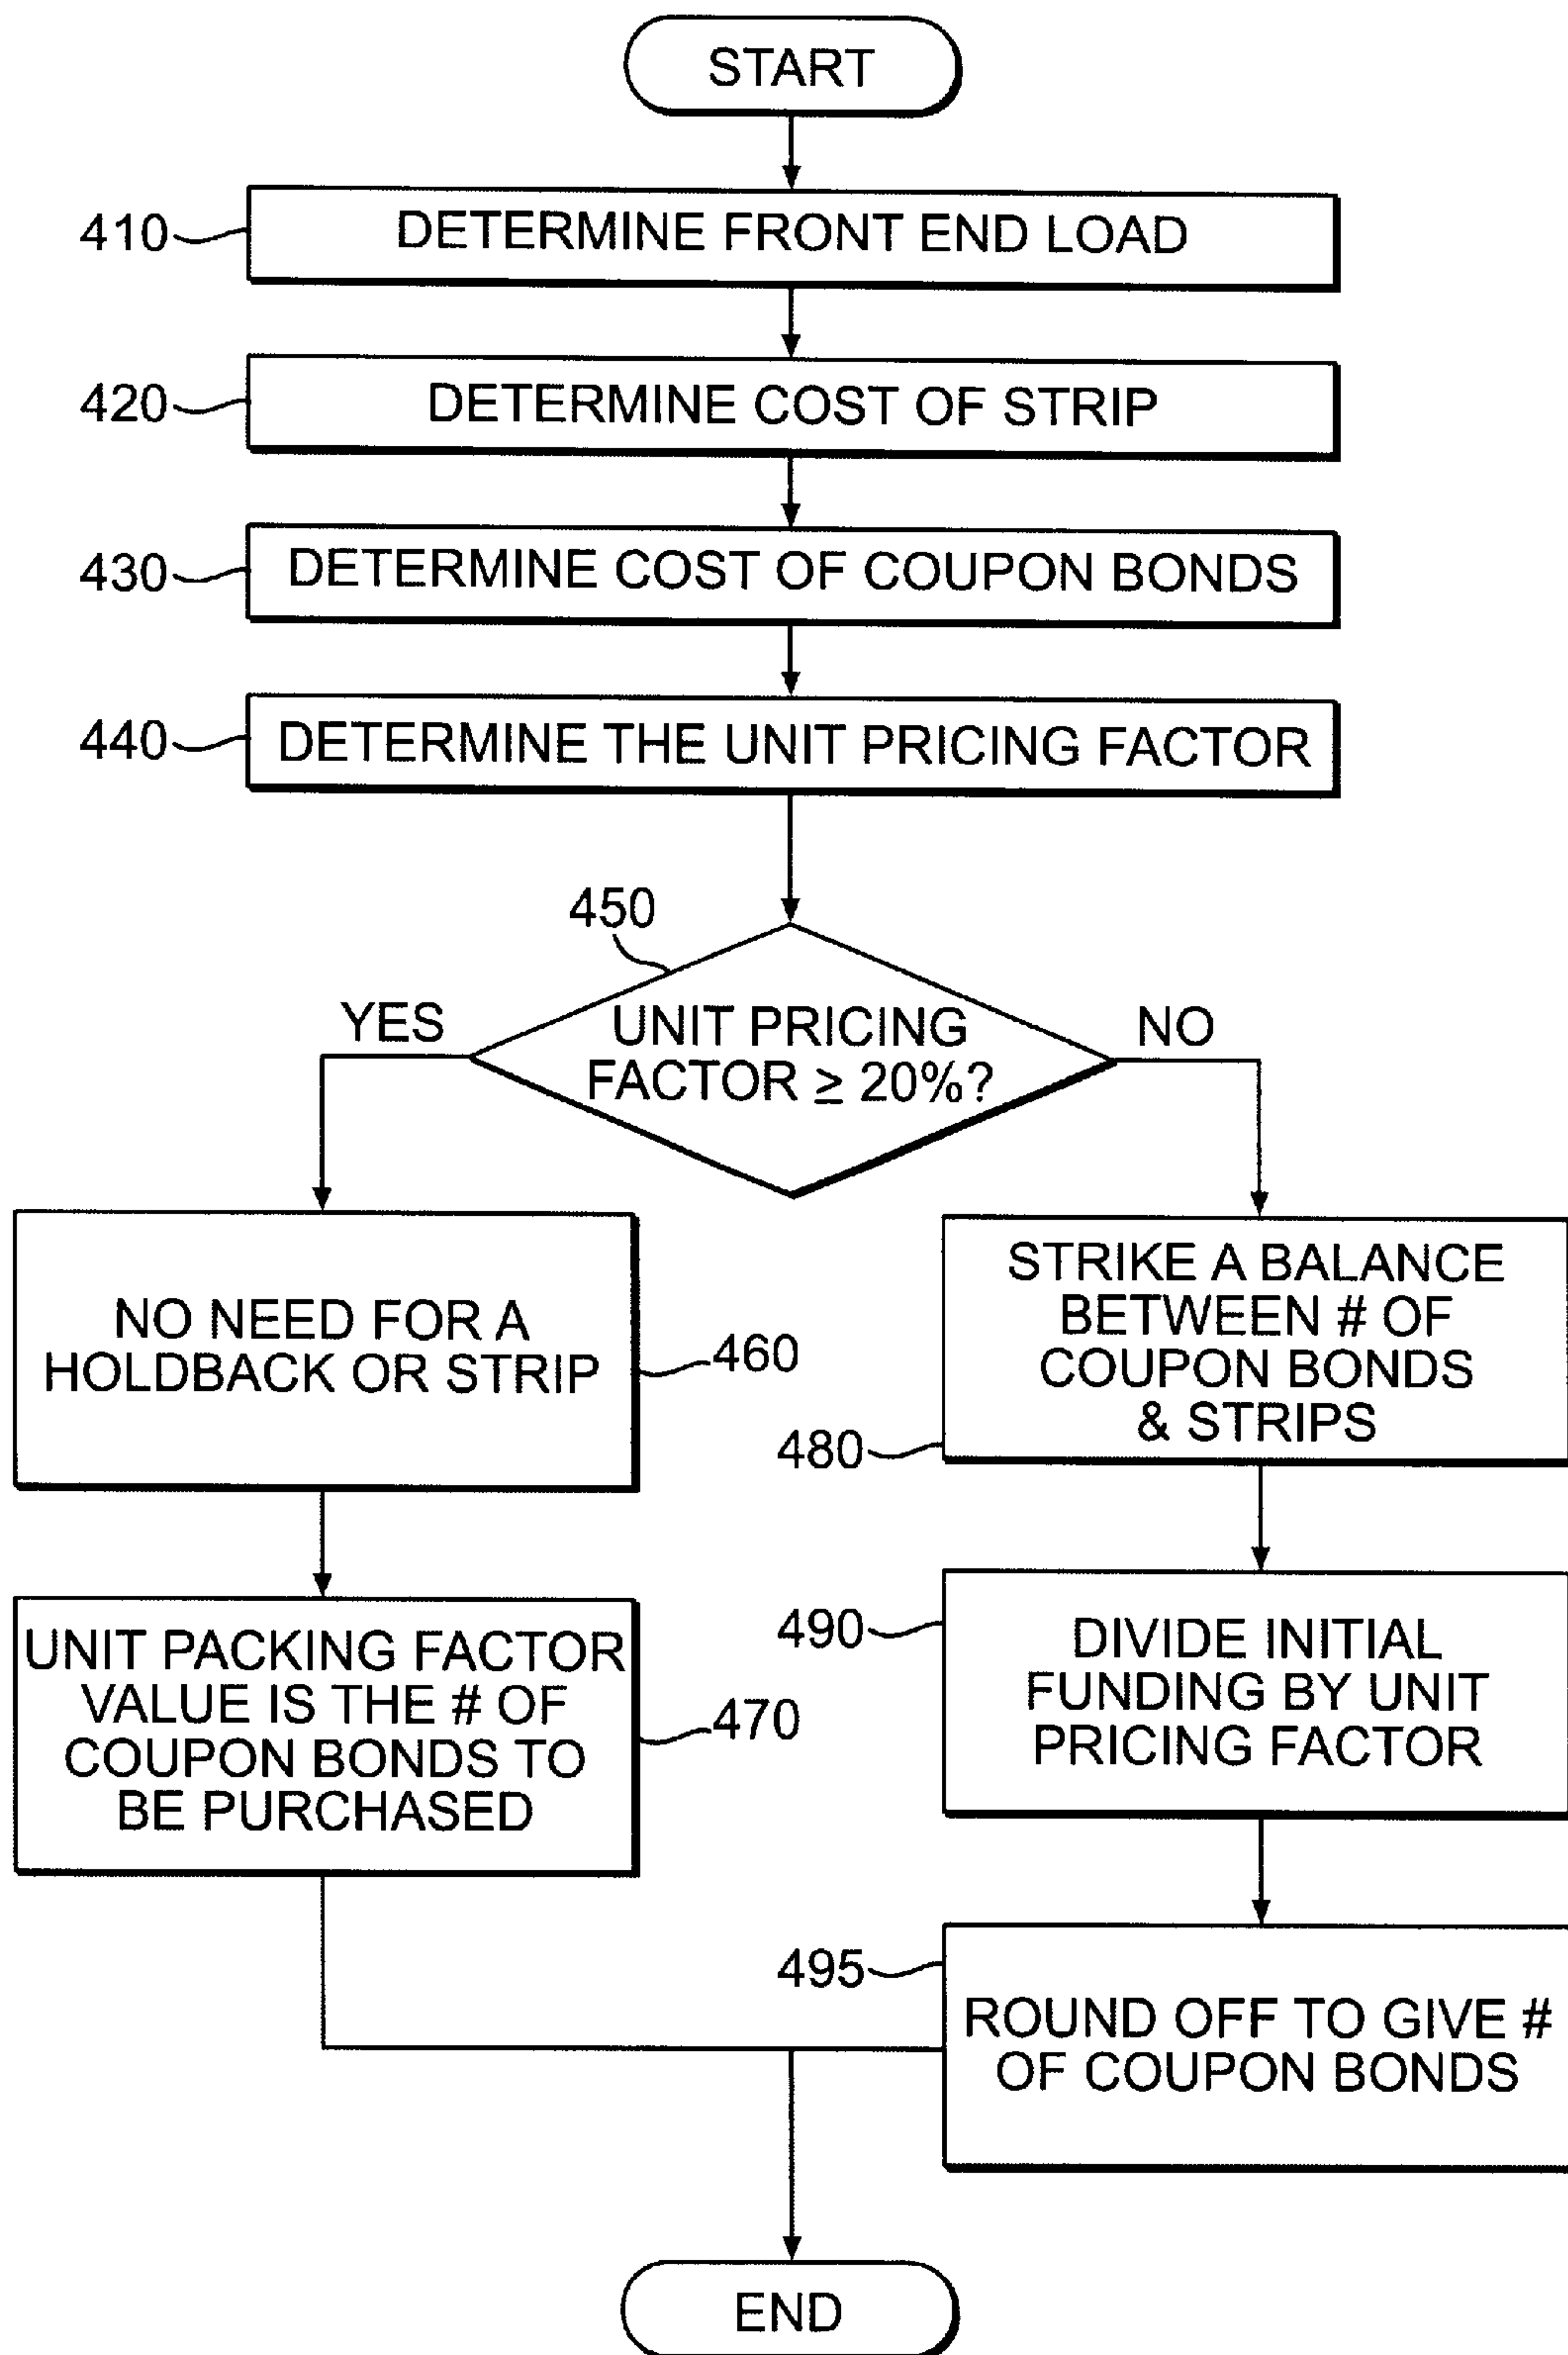 START
410
DETERMINE FRONT END LOAD
420
DETERMINE COST OF STRIP
430
DETERMINE COST OF COUPON BONDS
440
DETERMINE THE UNIT PRICING FACTOR
450
YES
UNIT PRICING
FACTOR ≥ 20%?
NO
NO NEED FOR A
HOLDBACK OR STRIP
460
STRIKE A BALANCE
BETWEEN # OF
COUPON BONDS
& STRIPS
480
UNIT PACKING FACTOR
VALUE IS THE # OF
COUPON BONDS TO
BE PURCHASED
470
490
DIVIDE INITIAL
FUNDING BY UNIT
PRICING FACTOR
495
ROUND OFF TO GIVE #
OF COUPON BONDS
END